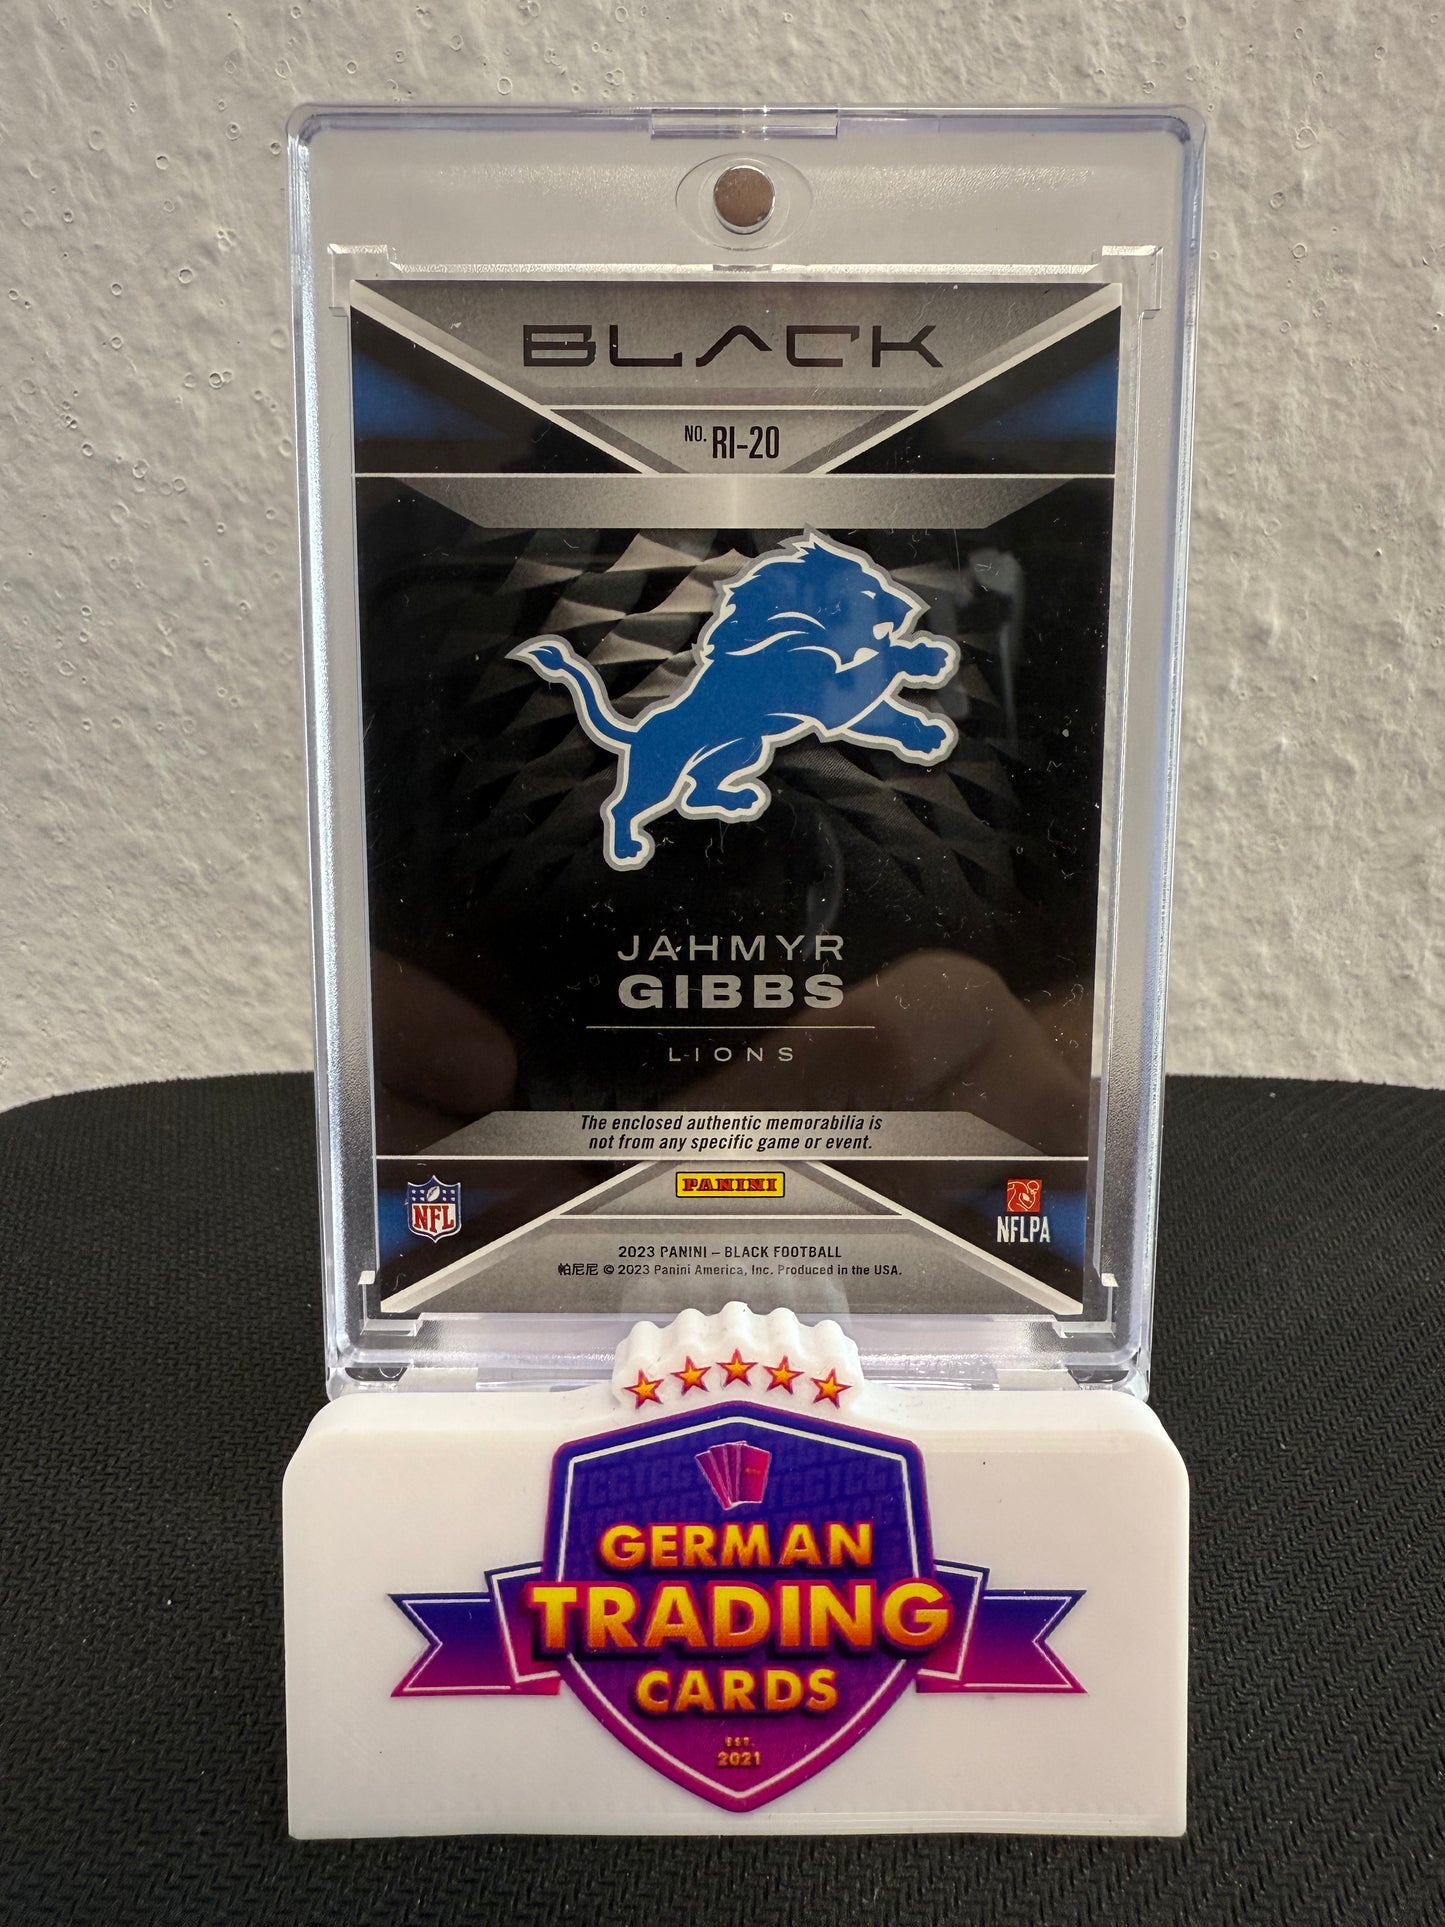 BLACK
NO. RI-20
JAHMYR
GIBBS
LIONS
The enclosed authentic memorabilia is
not from any specific game or event.
PANINI
NFL
NFLPA
2023 PANINI – BLACK FOOTBALL
帕尼尼 © 2023 Panini America, Inc. Produced in the USA.
GERMAN
TRADING
CARDS
EST.
2021